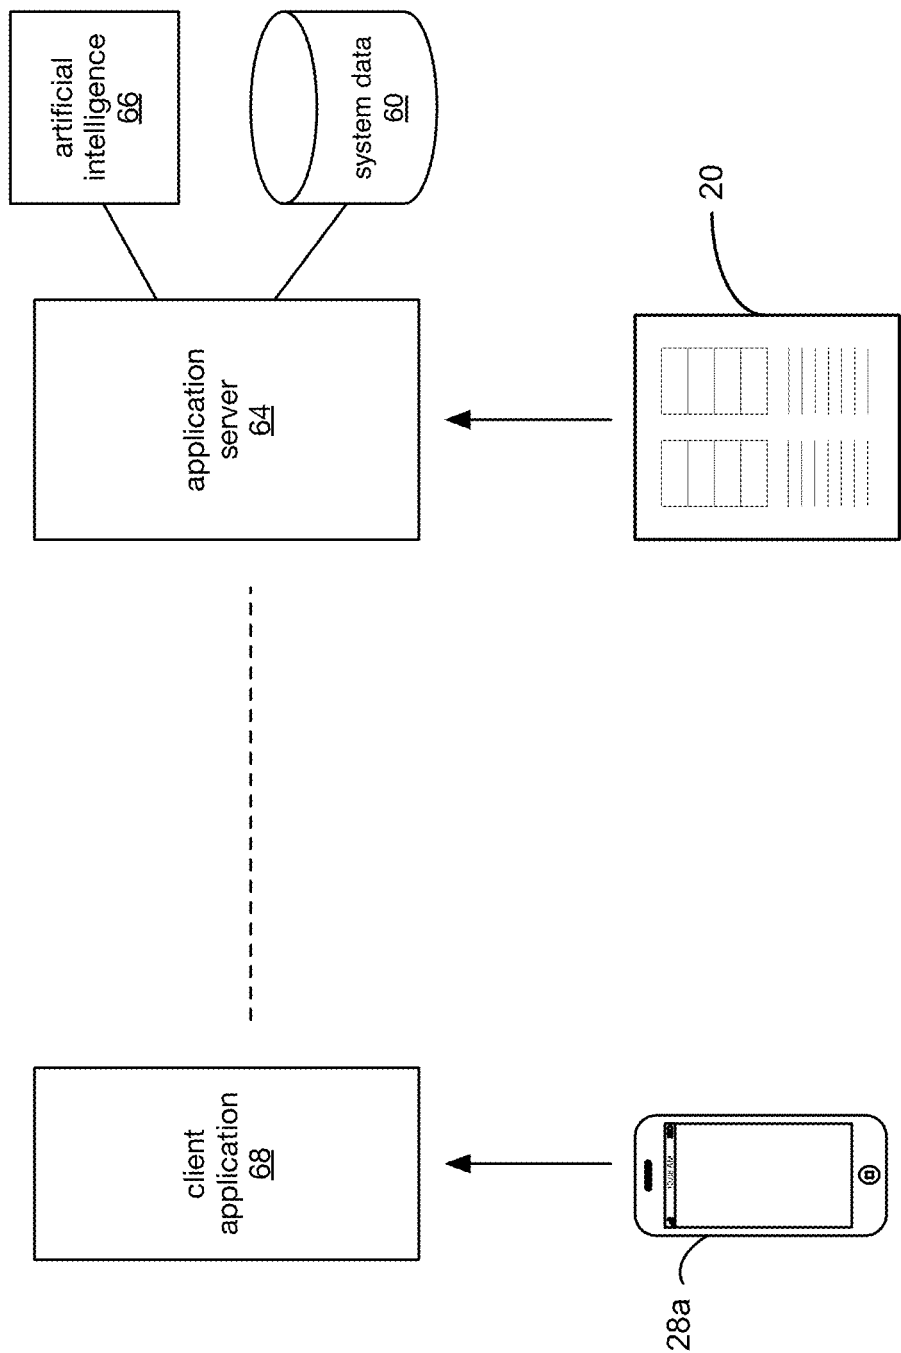 client
application
68
application
server
64
artificial
intelligence
66
system data
60
28a
20